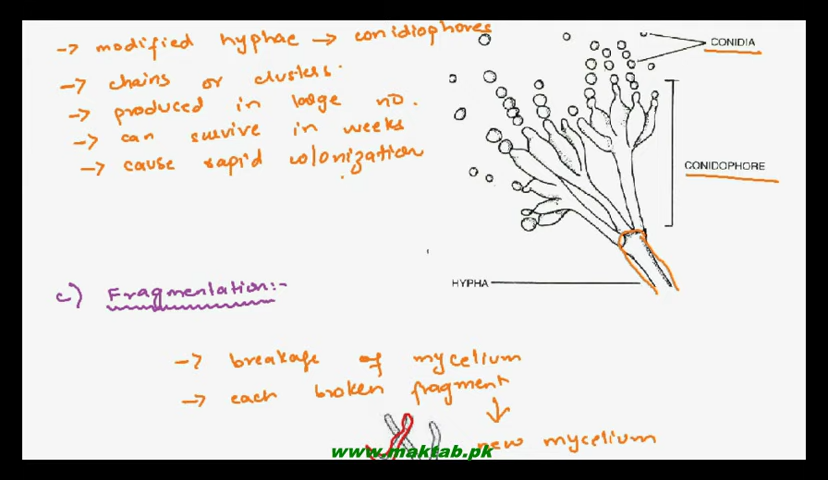 -> modified hyphae -> conidiophores
-> chains or clusters.
-> produced in large no.
-> can survive in weeks
-> cause rapid colonization
CONIDIA
CONIDOPHORE
HYPHA
c) Fragmentation:-
-> breakage of mycelium
-> each broken fragment
new mycelium
www.maktab.pk